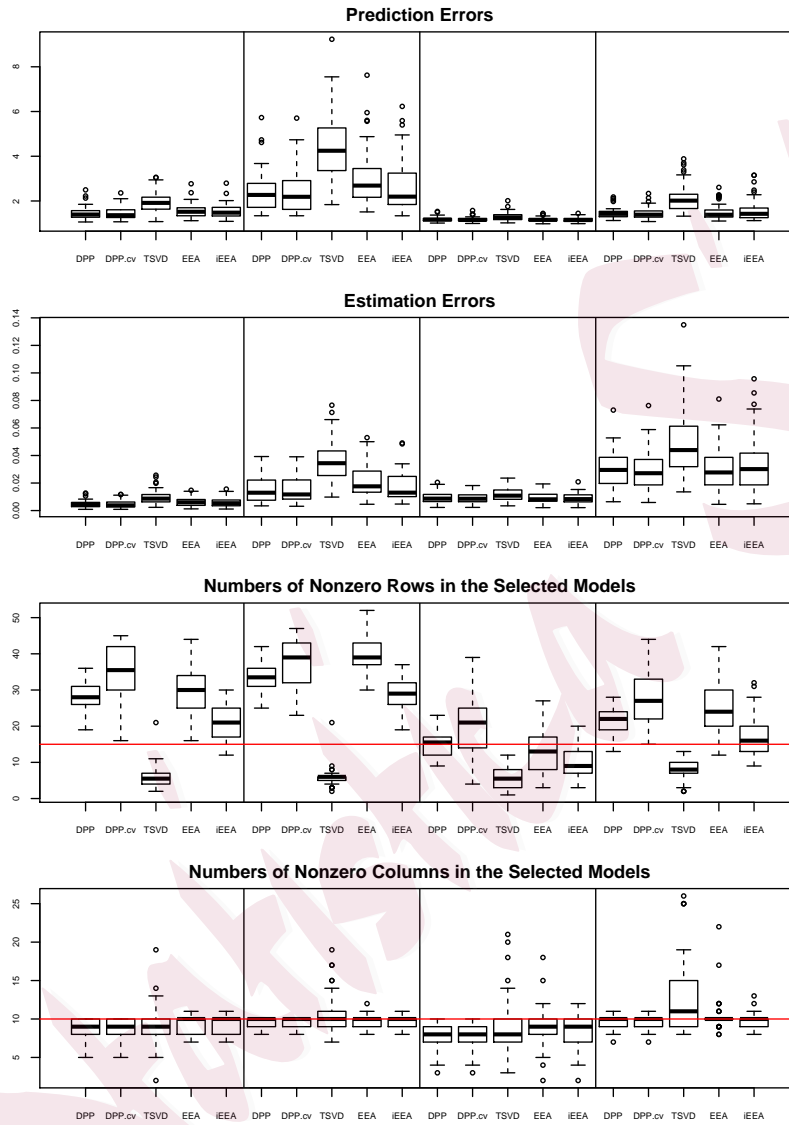 Prediction Errors
8
6
4
2
DPP DPP.cv TSVD EEA iEEA DPP DPP.cv TSVD EEA iEEA DPP DPP.cv TSVD EEA iEEA DPP DPP.cv TSVD EEA iEEA
Estimation Errors
0.14
0.12
0.10
0.08
0.06
0.04
0.02
0.00
DPP DPP.cv TSVD EEA iEEA DPP DPP.cv TSVD EEA iEEA DPP DPP.cv TSVD EEA iEEA DPP DPP.cv TSVD EEA iEEA
Numbers of Nonzero Rows in the Selected Models
50
40
30
20
10
0
DPP DPP.cv TSVD EEA iEEA DPP DPP.cv TSVD EEA iEEA DPP DPP.cv TSVD EEA iEEA DPP DPP.cv TSVD EEA iEEA
Numbers of Nonzero Columns in the Selected Models
25
20
15
10
5
DPP DPP.cv TSVD EEA iEEA DPP DPP.cv TSVD EEA iEEA DPP DPP.cv TSVD EEA iEEA DPP DPP.cv TSVD EEA iEEA